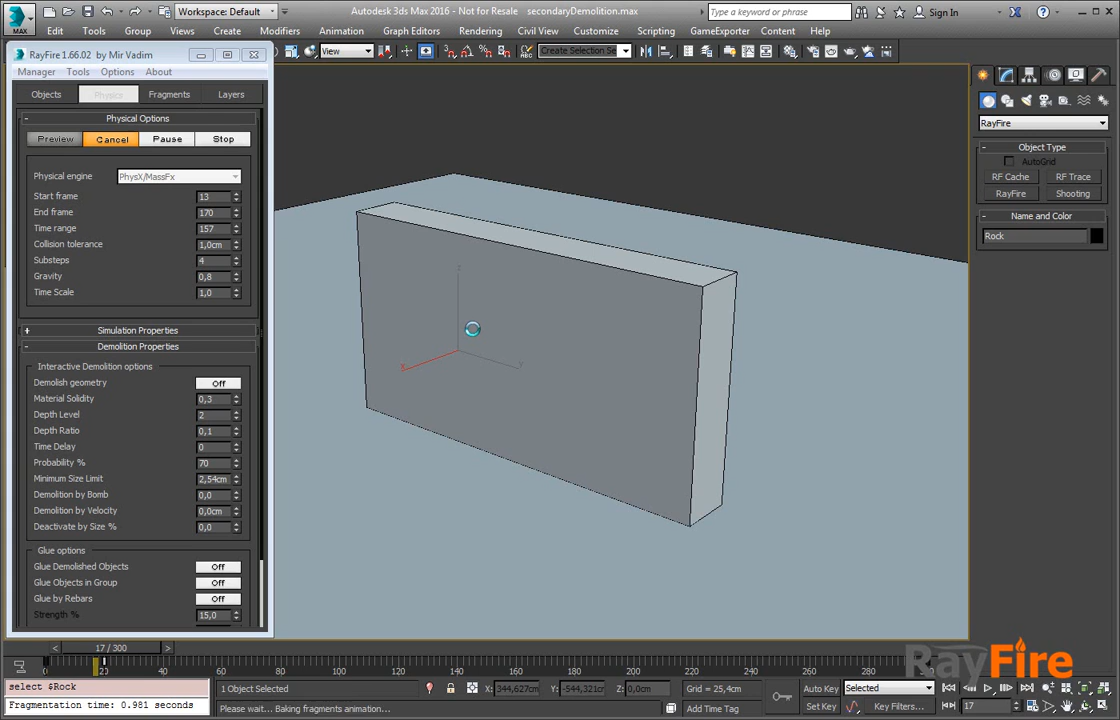 MAX
Workspace: Default
Autodesk 3ds Max 2016 - Not for Resale   secondaryDemolition.max
Type a keyword or phrase
Sign In
Edit Tools Group Views Create Modifiers Animation Graph Editors Rendering Civil View Customize Scripting GameExporter Content Help
View
Create Selection Se
RayFire 1.66.02 by Mir Vadim
Manager Tools Options About
Objects Physics Fragments Layers
Physical Options
Preview Cancel Pause Stop
Physical engine PhysX/MassFx
Start frame 13
End frame 170
Time range 157
Collision tolerance 1,0cm
Substeps 4
Gravity 0,8
Time Scale 1,0
Simulation Properties
Demolition Properties
Interactive Demolition options
Demolish geometry Off
Material Solidity 0,3
Depth Level 2
Depth Ratio 0,1
Time Delay 0
Probability % 70
Minimum Size Limit 2,54cm
Demolition by Bomb 0,0
Demolition by Velocity 0,0cm
Deactivate by Size % 0,0
Glue options
Glue Demolished Objects Off
Glue Objects in Group Off
Glue by Rebars Off
Strength % 15,0
RayFire
Object Type
AutoGrid
RF Cache RF Trace
RayFire Shooting
Name and Color
Rock
17 / 300
0 20 40 60 80 100 120 140 160 180 200 220 240 260 280
RayFire
select $Rock
Fragmentation time: 0.981 seconds
1 Object Selected
Please wait... Baking fragments animation...
X: 344,627cm Y: -544,321cm Z: 0,0cm
Grid = 25,4cm
Add Time Tag
Auto Key Selected
Set Key Key Filters...
17